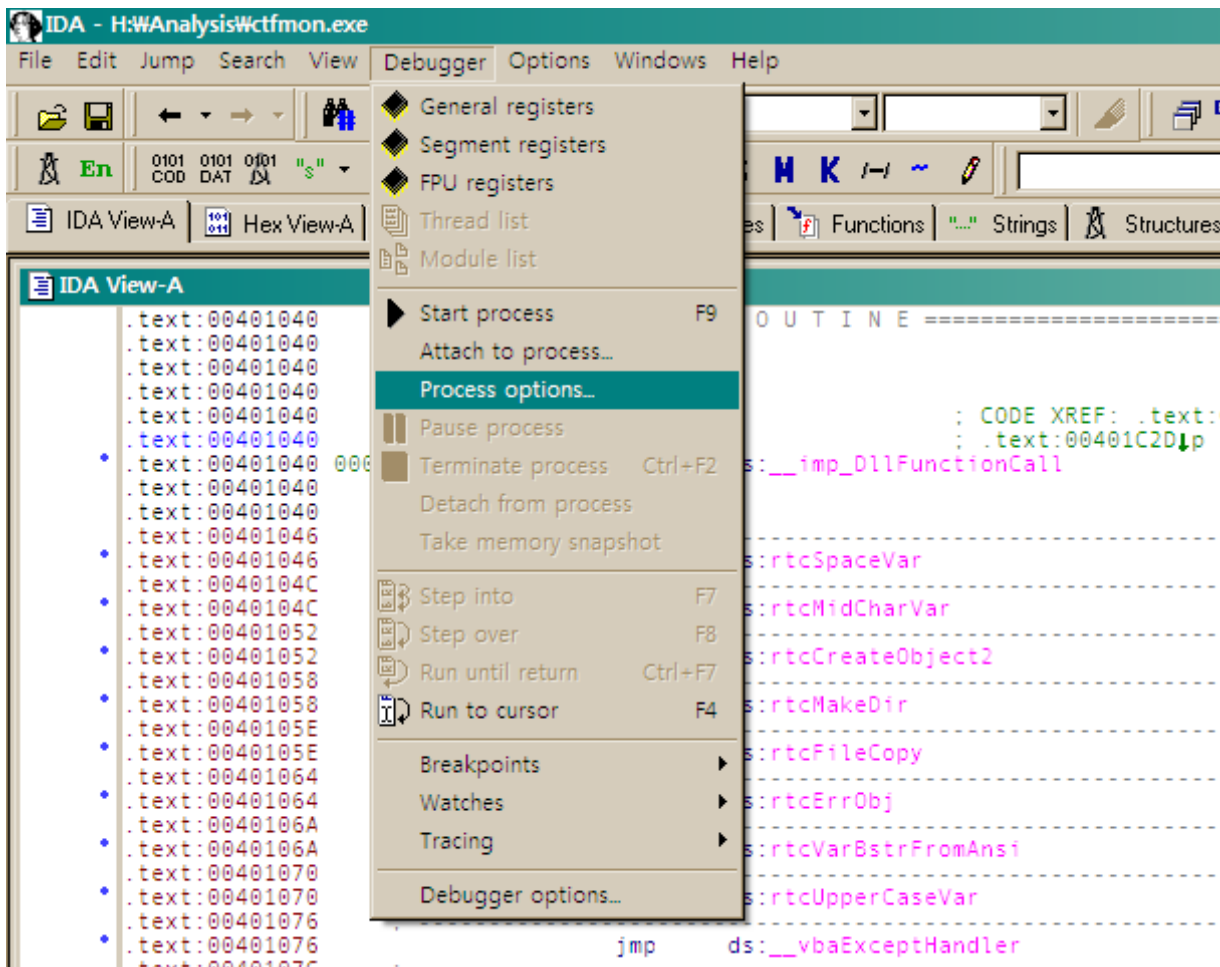 IDA - H:₩Analysis₩ctfmon.exe
File Edit Jump Search View Debugger Options Windows Help
En 0101 COD 0101 DAT "s" M K
IDA View-A Hex View-A es Functions Strings Structures
General registers
Segment registers
FPU registers
Thread list
Module list
Start process F9
Attach to process...
Process options...
Pause process
Terminate process Ctrl+F2
Detach from process
Take memory snapshot
Step into F7
Step over F8
Run until return Ctrl+F7
Run to cursor F4
Breakpoints
Watches
Tracing
Debugger options...
IDA View-A
.text:00401040 O U T I N E =======================
.text:00401040
.text:00401040
.text:00401040
.text:00401040 ; CODE XREF: .text:
.text:00401040 ; .text:00401C2D↓p
.text:00401040 000 s:__imp_DllFunctionCall
.text:00401040
.text:00401040
.text:00401046 ---------------------------------
.text:00401046 s:rtcSpaceVar
.text:0040104C ---------------------------------
.text:0040104C s:rtcMidCharVar
.text:00401052 ---------------------------------
.text:00401052 s:rtcCreateObject2
.text:00401058 ---------------------------------
.text:00401058 s:rtcMakeDir
.text:0040105E ---------------------------------
.text:0040105E s:rtcFileCopy
.text:00401064 ---------------------------------
.text:00401064 s:rtcErrObj
.text:0040106A ---------------------------------
.text:0040106A s:rtcVarBstrFromAnsi
.text:00401070 ---------------------------------
.text:00401070 s:rtcUpperCaseVar
.text:00401076 ; ---------------------------------
.text:00401076 jmp ds:__vbaExceptHandler